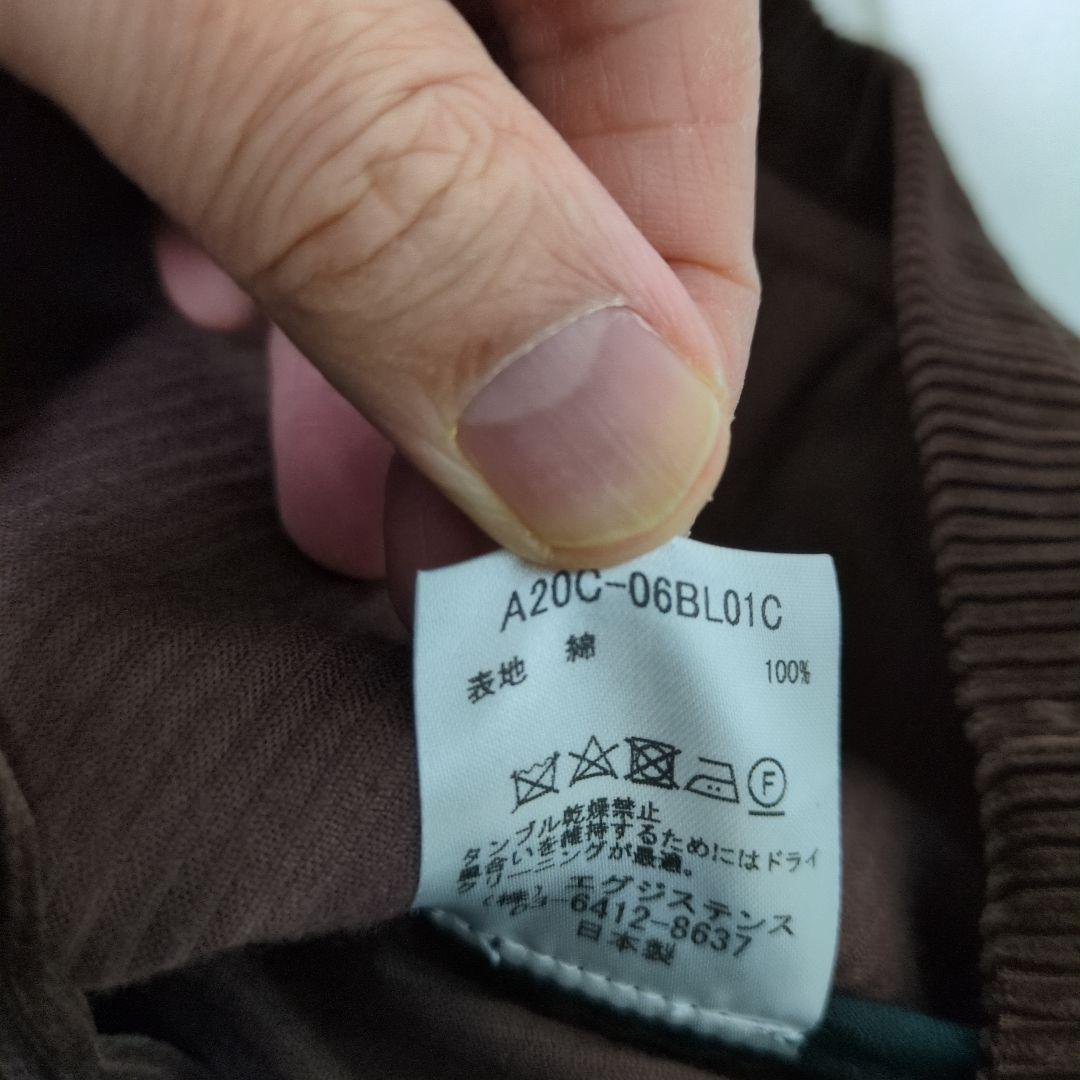 A20C-06BL01C
表地 綿 100%
F
タンブル乾燥禁止
風合いを維持するためにはドライ
クリーニングが最適。
エグジステンス
03-6412-8637
日本製